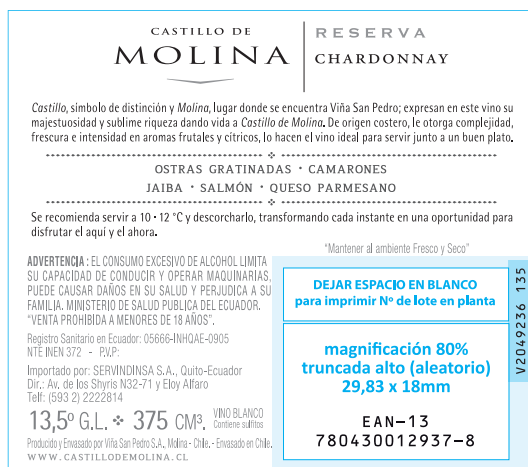 CASTILLO DE
MOLINA
RESERVA
CHARDONNAY
Castillo, símbolo de distinción y Molina, lugar donde se encuentra Viña San Pedro; expresan en este vino su
majestuosidad y sublime riqueza dando vida a Castillo de Molina. De origen costero, le otorga complejidad,
frescura e intensidad en aromas frutales y cítricos, lo hacen el vino ideal para servir junto a un buen plato.
OSTRAS GRATINADAS · CAMARONES
JAIBA · SALMÓN · QUESO PARMESANO
Se recomienda servir a 10 · 12 °C y descorcharlo, transformando cada instante en una oportunidad para
disfrutar el aquí y el ahora.
"Mantener al ambiente Fresco y Seco"
ADVERTENCIA : EL CONSUMO EXCESIVO DE ALCOHOL LIMITA
SU CAPACIDAD DE CONDUCIR Y OPERAR MAQUINARIAS,
PUEDE CAUSAR DAÑOS EN SU SALUD Y PERJUDICA A SU
FAMILIA. MINISTERIO DE SALUD PUBLICA DEL ECUADOR.
"VENTA PROHIBIDA A MENORES DE 18 AÑOS".
Registro Sanitario en Ecuador: 05666-INHQAE-0905
NTE INEN 372 - P.V.P:
Importado por: SERVINDINSA S.A., Quito-Ecuador
Dir.: Av. de los Shyris N32-71 y Eloy Alfaro
Telf: (593 2) 2222814
13,5º G.L. 375 CM³. VINO BLANCO
Contiene sulfitos
Producido y Envasado por Viña San Pedro S.A., Molina - Chile. - Envasado en Chile.
WWW.CASTILLODEMOLINA.CL
DEJAR ESPACIO EN BLANCO
para imprimir Nº de lote en planta
magnificación 80%
truncada alto (aleatorio)
29,83 x 18mm
EAN-13
780430012937-8
V2049236 135